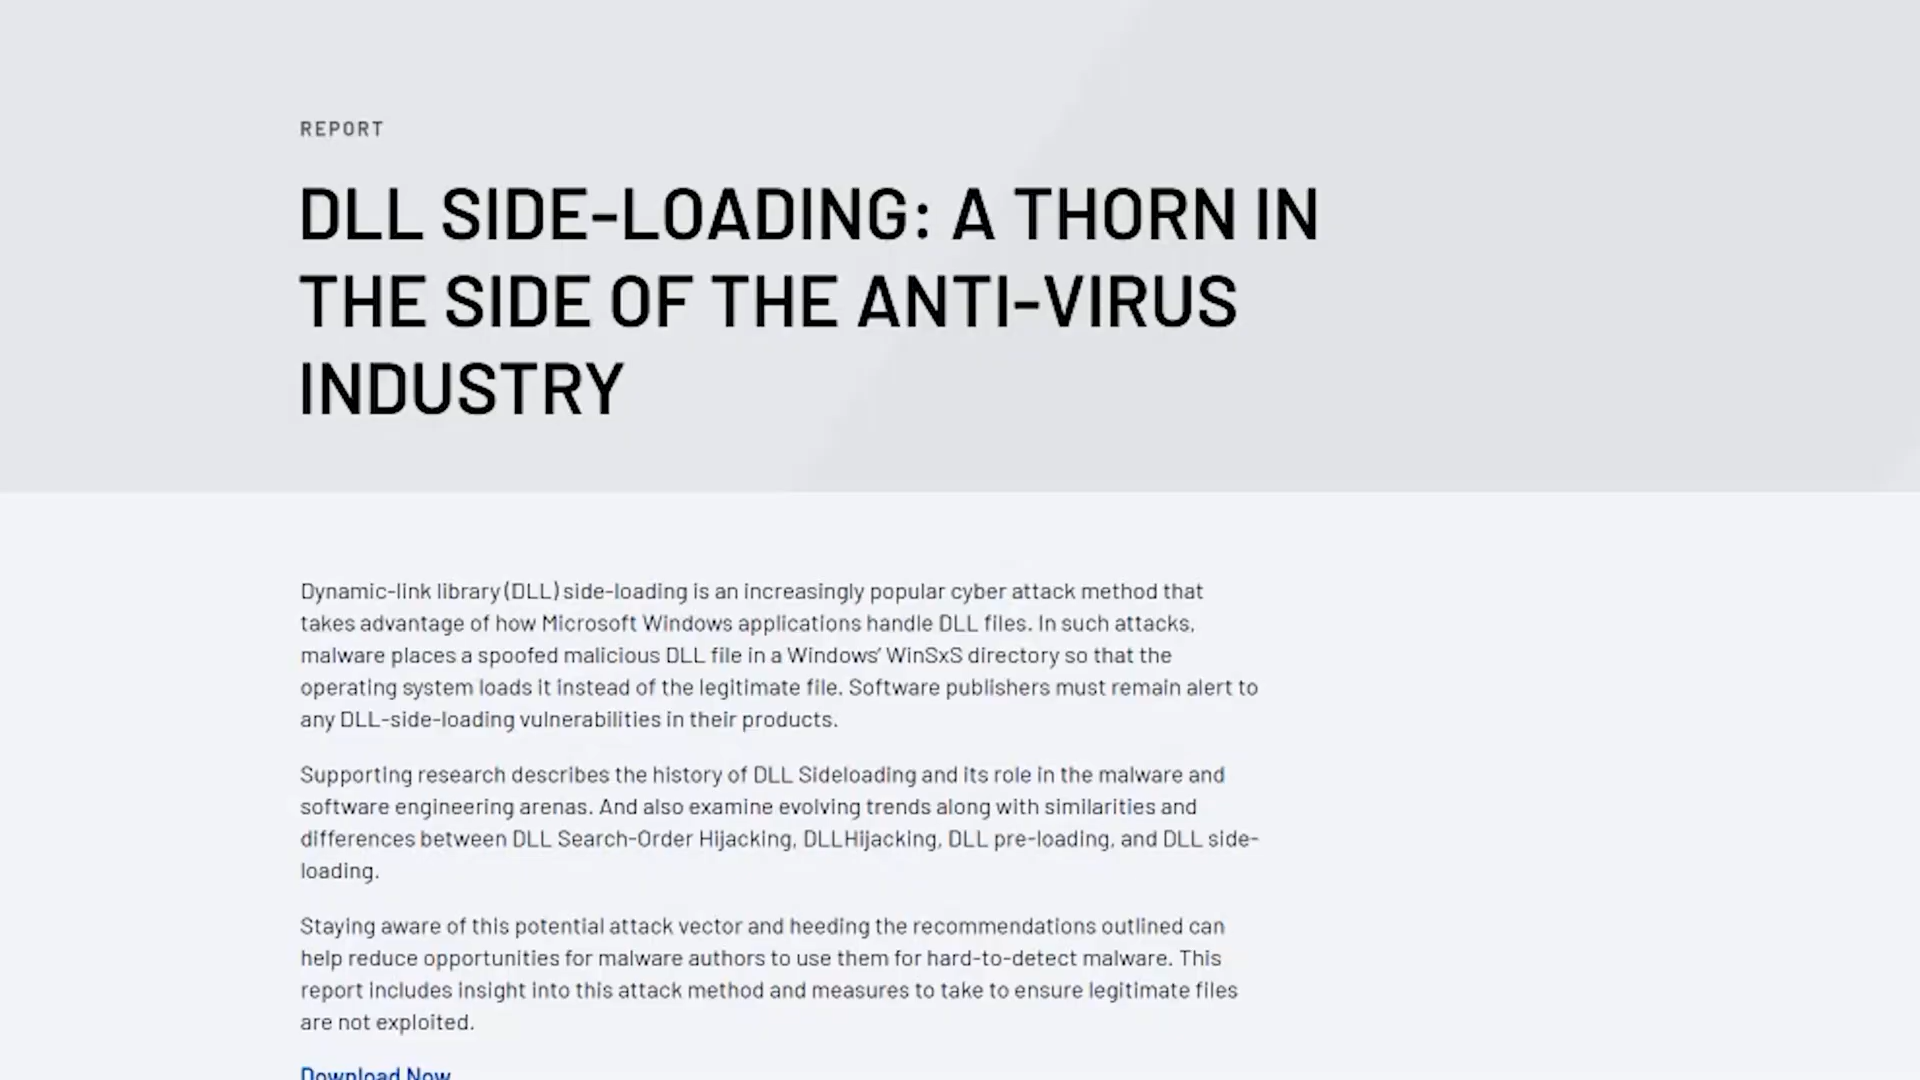 REPORT
DLL SIDE-LOADING: A THORN IN
THE SIDE OF THE ANTI-VIRUS
INDUSTRY
Dynamic-link library (DLL) side-loading is an increasingly popular cyber attack method that
takes advantage of how Microsoft Windows applications handle DLL files. In such attacks,
malware places a spoofed malicious DLL file in a Windows' WinSxS directory so that the
operating system loads it instead of the legitimate file. Software publishers must remain alert to
any DLL-side-loading vulnerabilities in their products.
Supporting research describes the history of DLL Sideloading and its role in the malware and
software engineering arenas. And also examine evolving trends along with similarities and
differences between DLL Search-Order Hijacking, DLLHijacking, DLL pre-loading, and DLL side-
loading.
Staying aware of this potential attack vector and heeding the recommendations outlined can
help reduce opportunities for malware authors to use them for hard-to-detect malware. This
report includes insight into this attack method and measures to take to ensure legitimate files
are not exploited.
Download Now